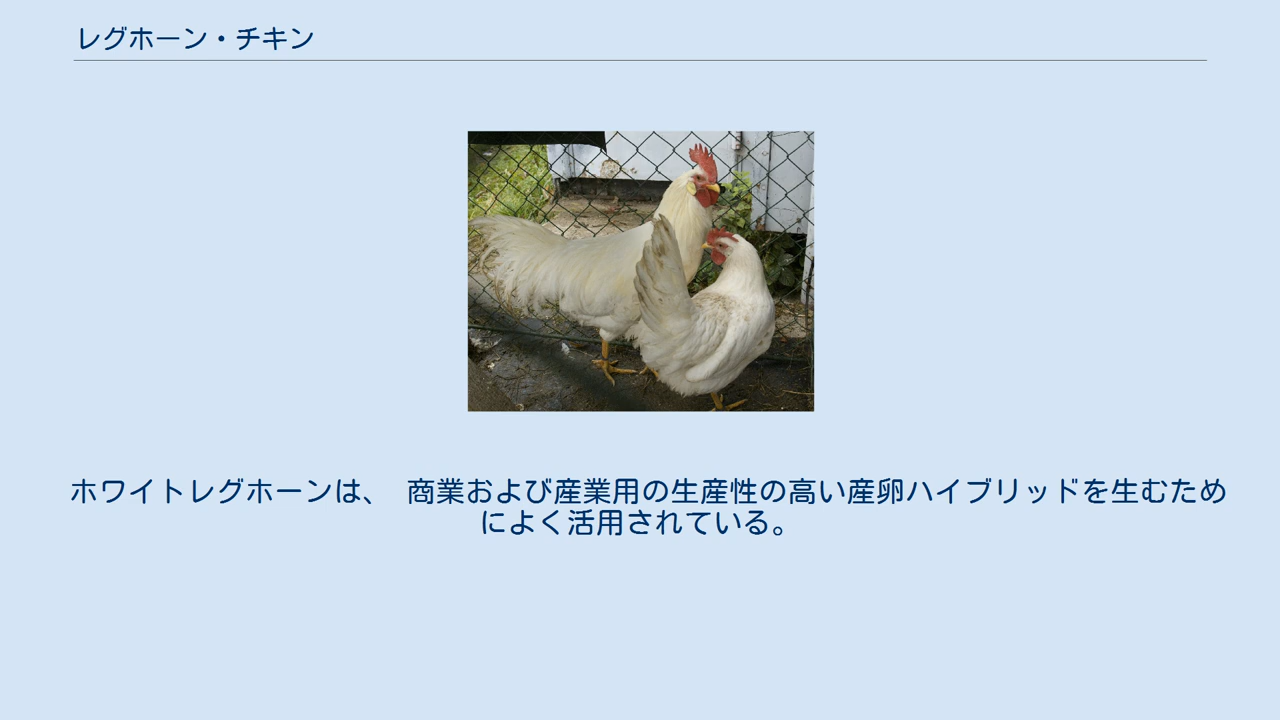 レグホーン・チキン
ホワイトレグホーンは、 商業および産業用の生産性の高い産卵ハイブリッドを生むため
によく活用されている。